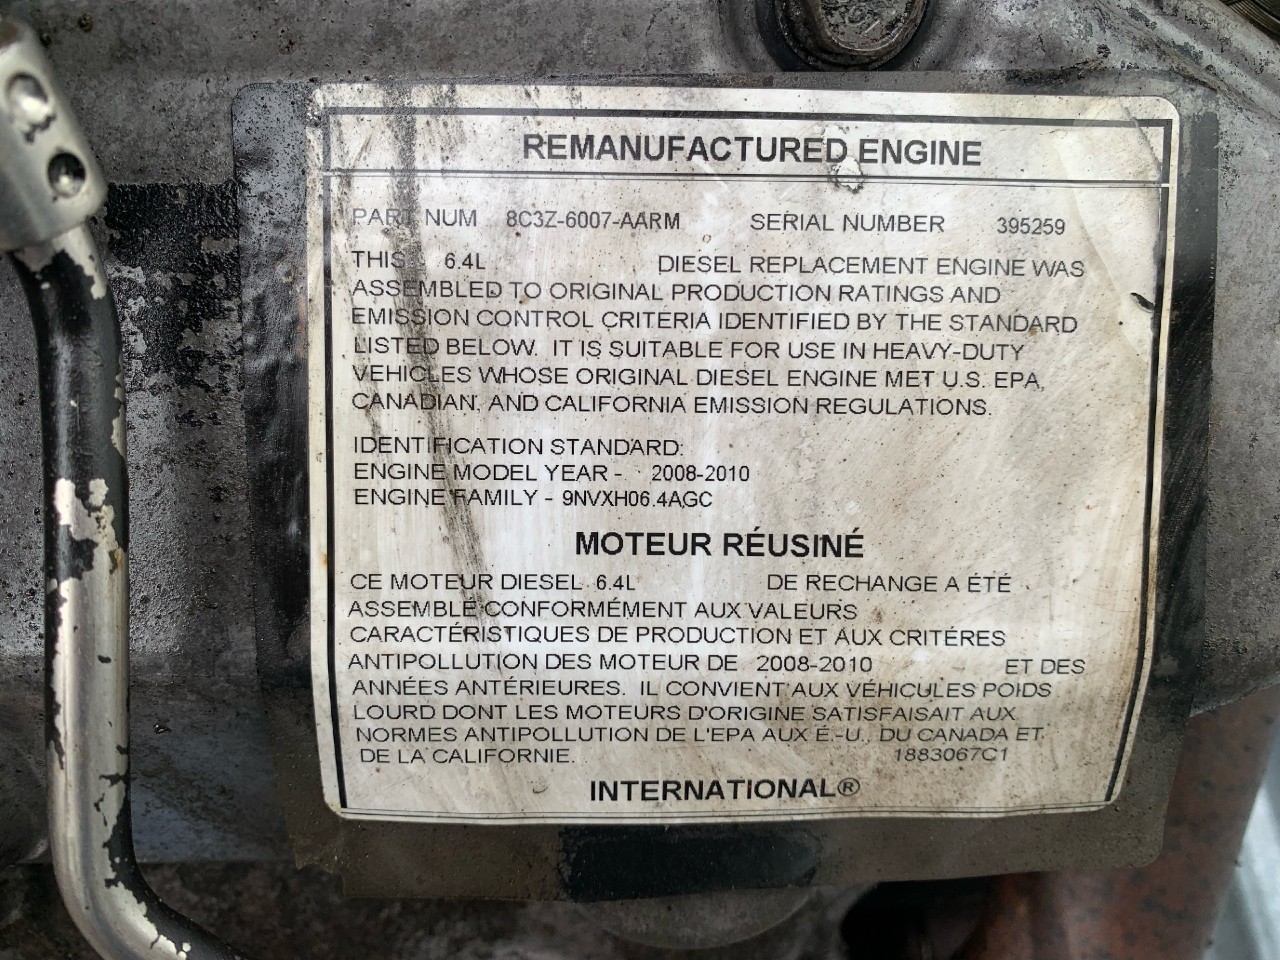 REMANUFACTURED ENGINE
PART NUM 8C3Z-6007-AARM SERIAL NUMBER 395259
THIS 6.4L DIESEL REPLACEMENT ENGINE WAS
ASSEMBLED TO ORIGINAL PRODUCTION RATINGS AND
EMISSION CONTROL CRITERIA IDENTIFIED BY THE STANDARD
LISTED BELOW. IT IS SUITABLE FOR USE IN HEAVY-DUTY
VEHICLES WHOSE ORIGINAL DIESEL ENGINE MET U.S. EPA,
CANADIAN, AND CALIFORNIA EMISSION REGULATIONS.
IDENTIFICATION STANDARD:
ENGINE MODEL YEAR - 2008-2010
ENGINE FAMILY - 9NVXH06.4AGC
MOTEUR RÉUSINÉ
CE MOTEUR DIESEL 6.4L DE RECHANGE A ÉTÉ
ASSEMBLÉ CONFORMÉMENT AUX VALEURS
CARACTÉRISTIQUES DE PRODUCTION ET AUX CRITÉRES
ANTIPOLLUTION DES MOTEUR DE 2008-2010 ET DES
ANNÉES ANTÉRIEURES. IL CONVIENT AUX VÉHICULES POIDS
LOURD DONT LES MOTEURS D'ORIGINE SATISFAISAIT AUX
NORMES ANTIPOLLUTION DE L'EPA AUX É.-U., DU CANADA ET
DE LA CALIFORNIE. 1883067C1
INTERNATIONAL®